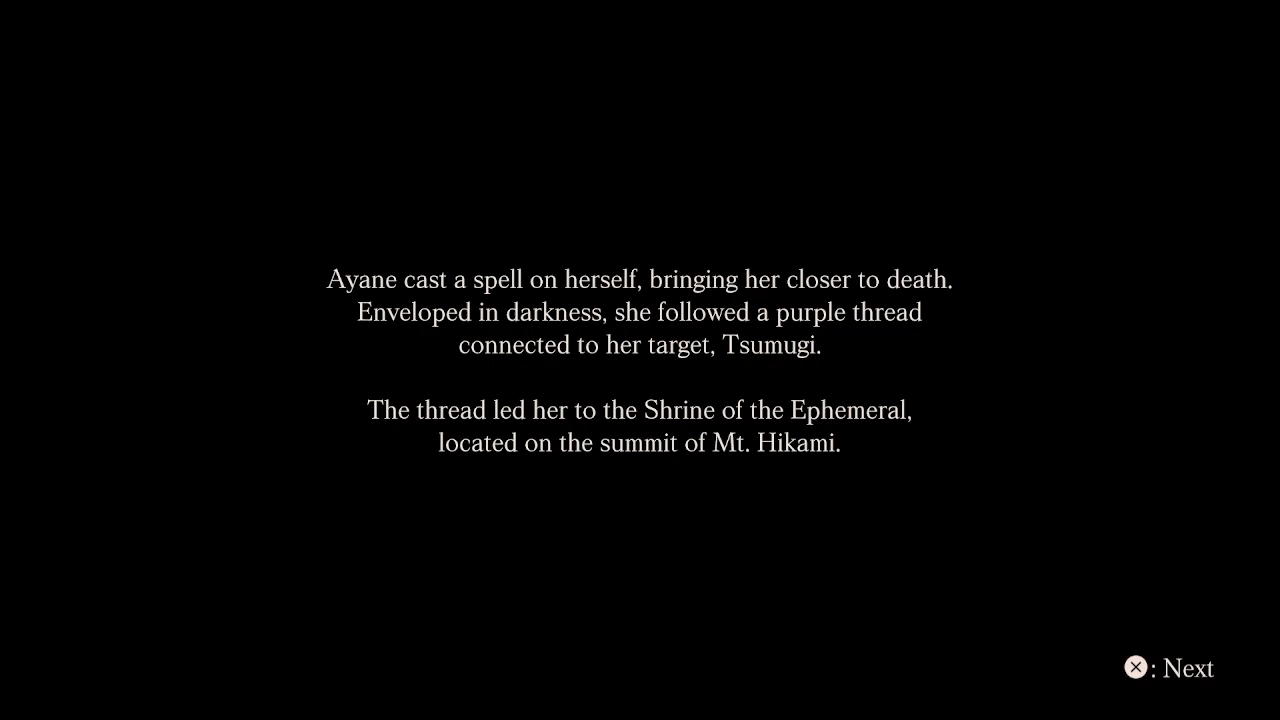 Ayane cast a spell on herself, bringing her closer to death.
Enveloped in darkness, she followed a purple thread
connected to her target, Tsumugi.
The thread led her to the Shrine of the Ephemeral,
located on the summit of Mt. Hikami.
Ⓧ: Next